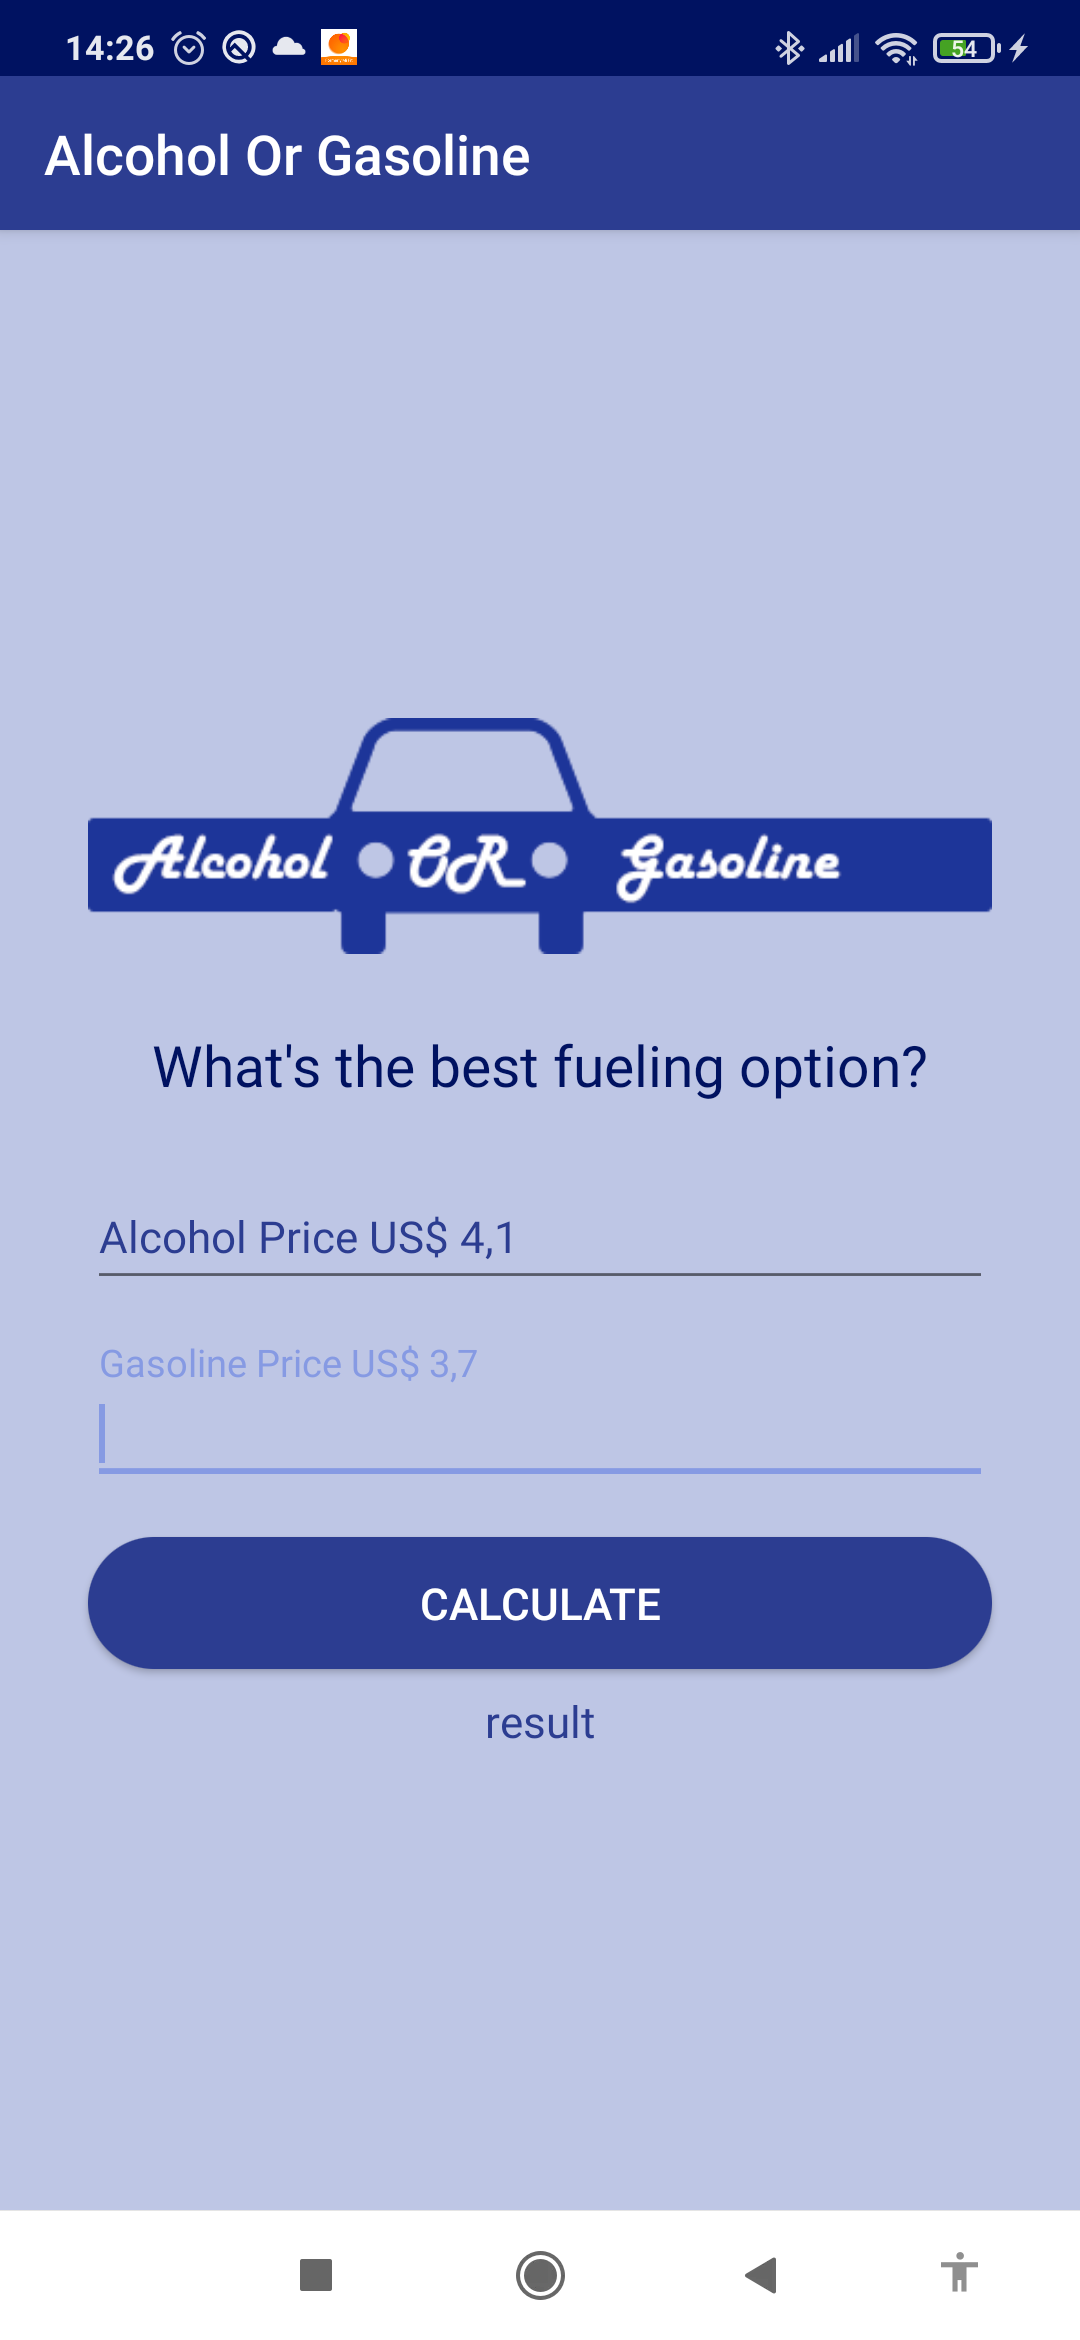 14:26
54
Alcohol Or Gasoline
Alcohol OR Gasoline
What's the best fueling option?
Alcohol Price US$ 4,1
Gasoline Price US$ 3,7
CALCULATE
result